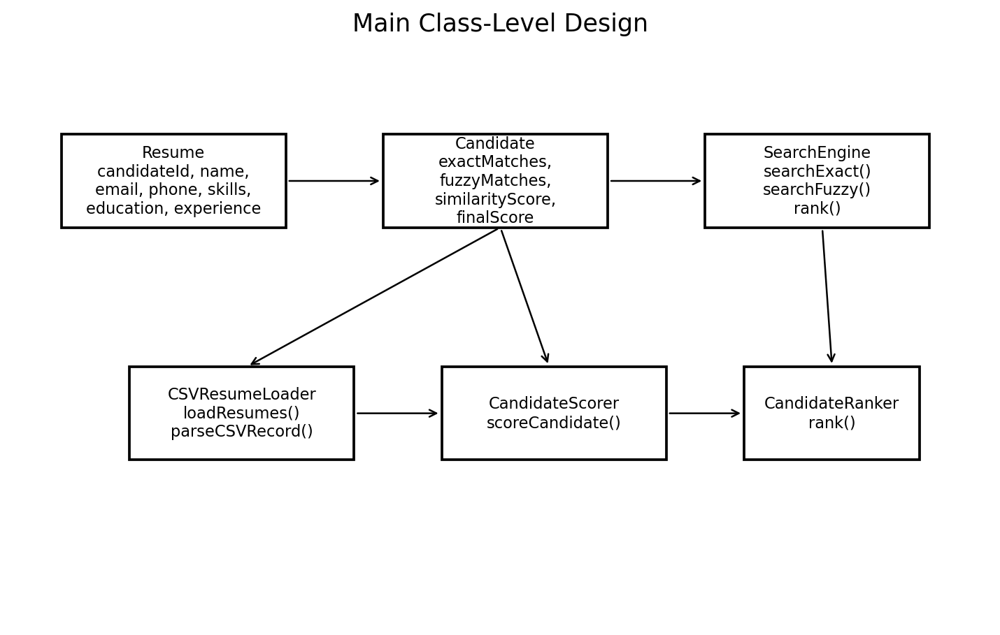 Main Class-Level Design
Resume
candidateId, name,
email, phone, skills,
education, experience
Candidate
exactMatches,
fuzzyMatches,
similarityScore,
finalScore
SearchEngine
searchExact()
searchFuzzy()
rank()
CSVResumeLoader
loadResumes()
parseCSVRecord()
CandidateScorer
scoreCandidate()
CandidateRanker
rank()